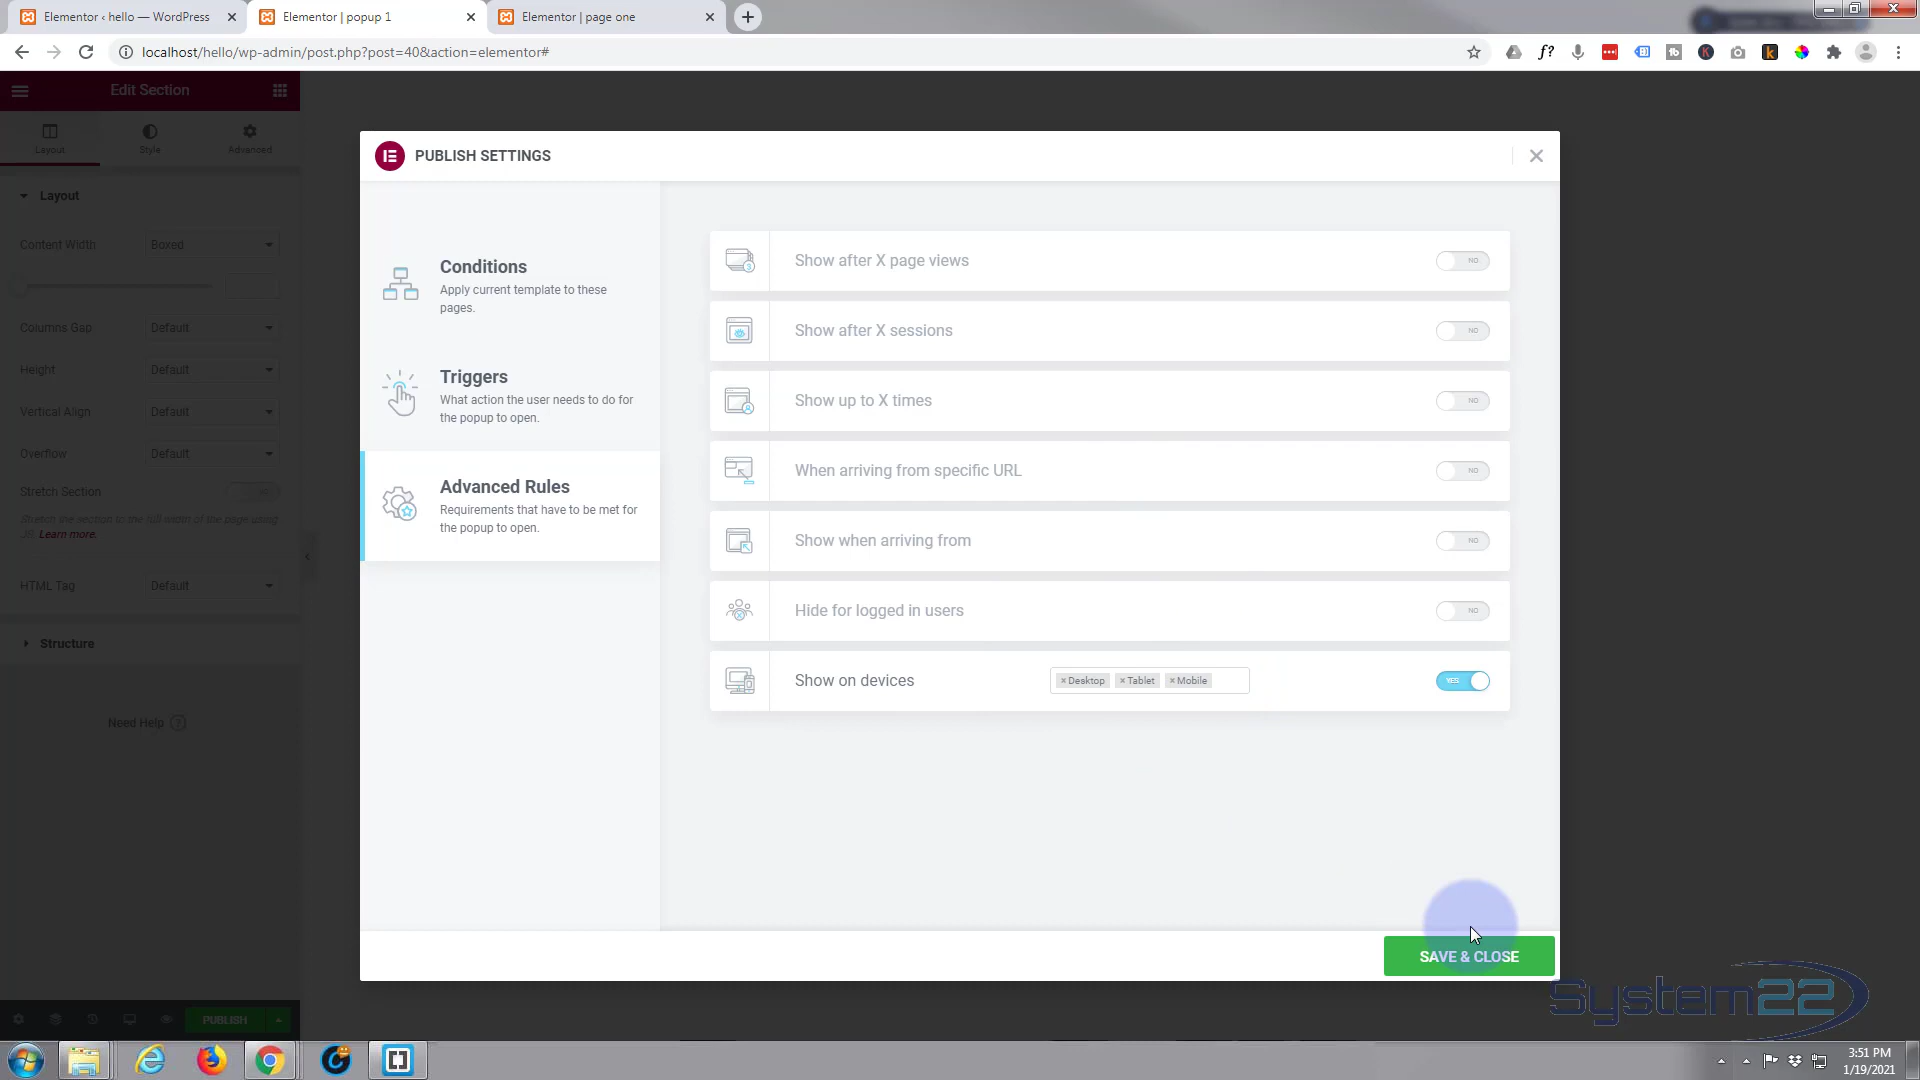 Elementor ‹ hello — WordPress
Elementor | popup 1
Elementor | page one
localhost/hello/wp-admin/post.php?post=40&action=elementor#
Edit Section
Layout
Style
Advanced
Layout
Content Width
Boxed
Columns Gap
Default
Height
Default
Vertical Align
Default
Overflow
Default
Stretch Section
NO
Stretch the section to the full width of the page using
JS. Learn more.
HTML Tag
Default
Structure
Need Help ?
PUBLISH
PUBLISH SETTINGS
Conditions
Apply current template to these
pages.
Triggers
What action the user needs to do for
the popup to open.
Advanced Rules
Requirements that have to be met for
the popup to open.
Show after X page views
NO
Show after X sessions
NO
Show up to X times
NO
When arriving from specific URL
NO
Show when arriving from
NO
Hide for logged in users
NO
Show on devices
× Desktop × Tablet × Mobile
YES
SAVE & CLOSE
System22
3:51 PM
1/19/2021